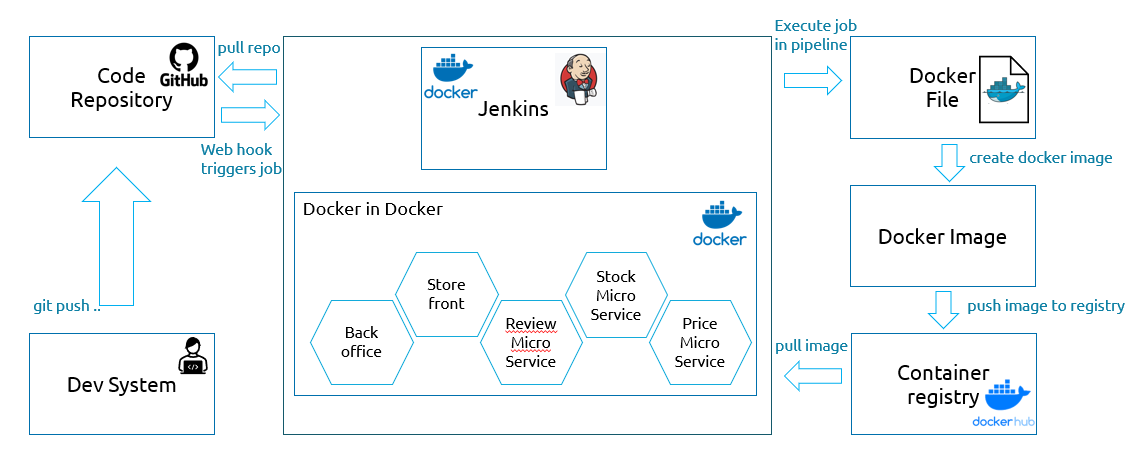 Execute job
in pipeline
pull repo
Code
Repository
GitHub
docker
Jenkins
Docker
File
Web hook
triggers job
create docker image
Docker in Docker
docker
Docker Image
Store
front
Stock
Micro
Service
git push ..
Back
office
Review
Micro
Service
Price
Micro
Service
push image to registry
pull image
Dev System
Container
registry
dockerhub